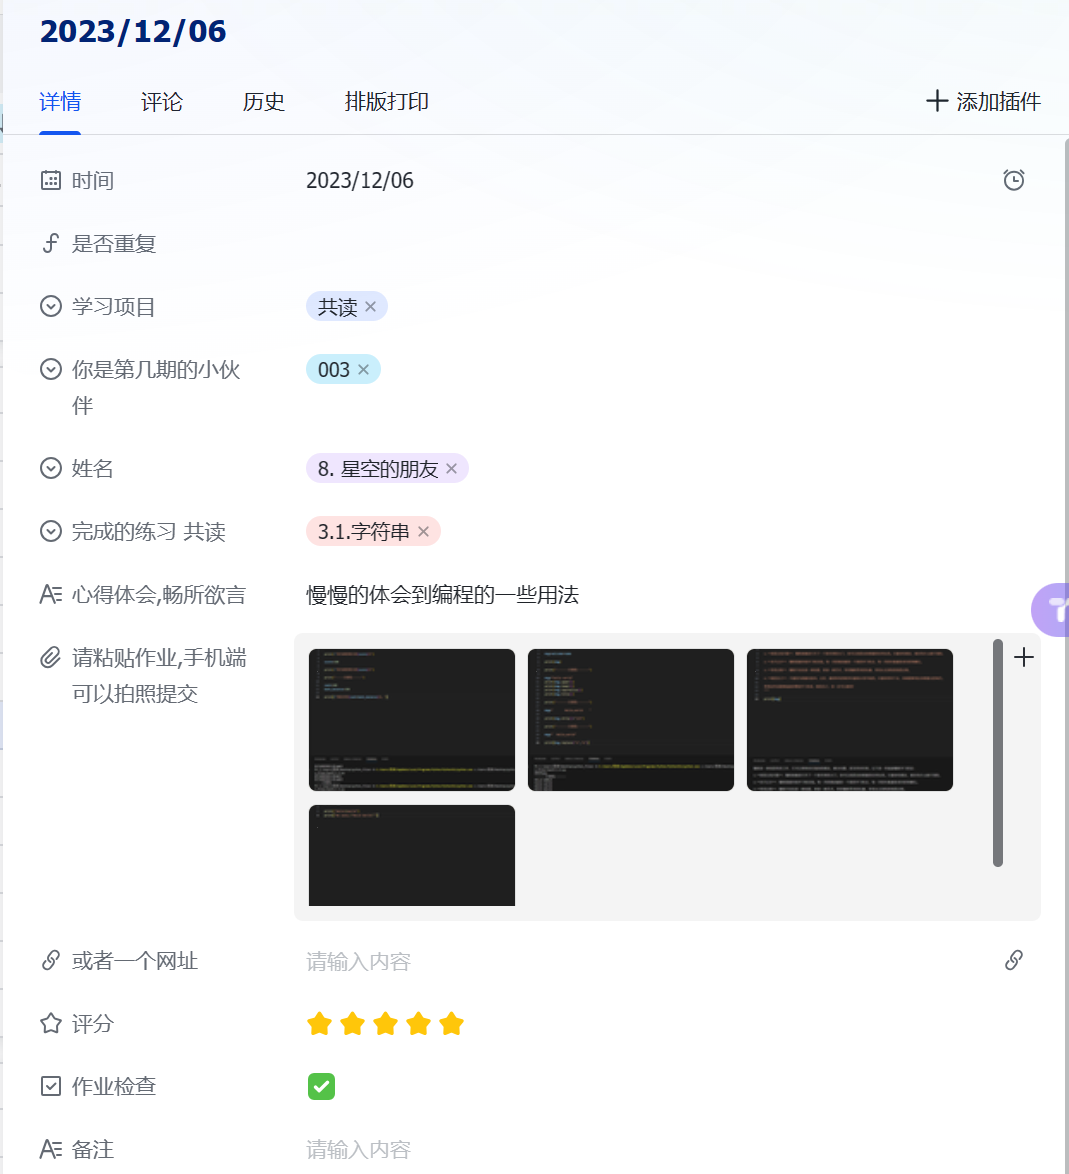 2023/12/06
详情 评论 历史 排版打印 添加插件
时间 2023/12/06
是否重复
学习项目 共读
你是第几期的小伙 003
伴
姓名 8. 星空的朋友
完成的练习 共读 3.1.字符串
心得体会,畅所欲言 慢慢的体会到编程的一些用法
请粘贴作业,手机端
可以拍照提交
或者一个网址 请输入内容
评分
作业检查
备注 请输入内容